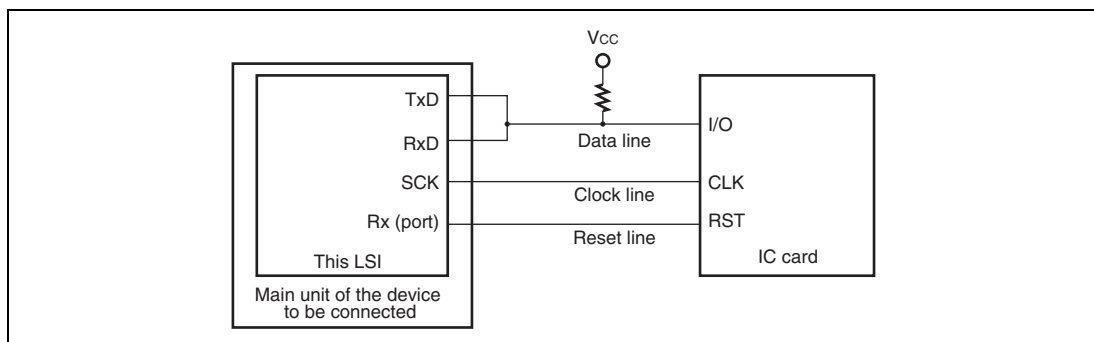 Vcc
TxD
RxD
SCK
Rx (port)
This LSI
Main unit of the device
to be connected
Data line
Clock line
Reset line
I/O
CLK
RST
IC card